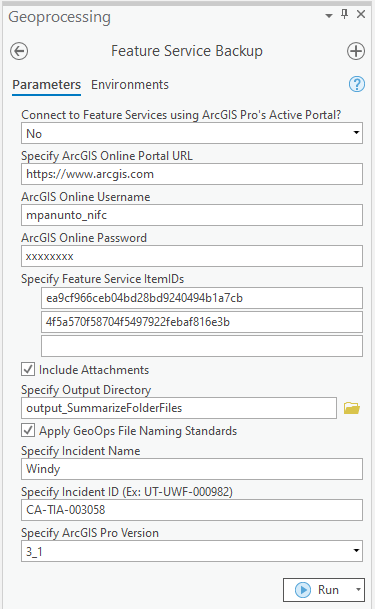 Geoprocessing
Feature Service Backup
Parameters Environments
Connect to Feature Services using ArcGIS Pro's Active Portal?
No
Specify ArcGIS Online Portal URL
https://www.arcgis.com
ArcGIS Online Username
mpanunto_nifc
ArcGIS Online Password
xxxxxxxx
Specify Feature Service ItemIDs
ea9cf966ceb04bd28bd9240494b1a7cb
4f5a570f58704f5497922febaf816e3b
Include Attachments
Specify Output Directory
output_SummarizeFolderFiles
Apply GeoOps File Naming Standards
Specify Incident Name
Windy
Specify Incident ID (Ex: UT-UWF-000982)
CA-TIA-003058
Specify ArcGIS Pro Version
3_1
Run